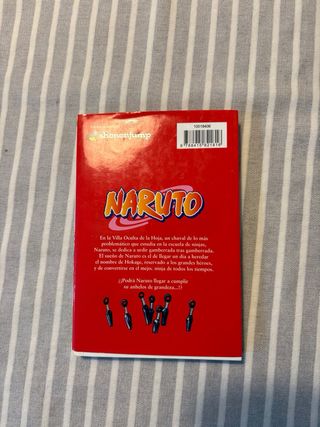 shonenjump
10018406
9788415821816
NARUTO
En la Villa Oculta de la Hoja, un chaval de lo más
problemático que estudia en la escuela de ninjas,
Naruto, se dedica a urdir gamberrada tras gamberrada.
El sueño de Naruto es el de llegar un día a heredar
el nombre de Hokage, reservado a los grandes héroes,
y de convertirse en el mejor ninja de todos los tiempos.
¡¿Podrá Naruto llegar a cumplir
su anhelos de grandeza...?!